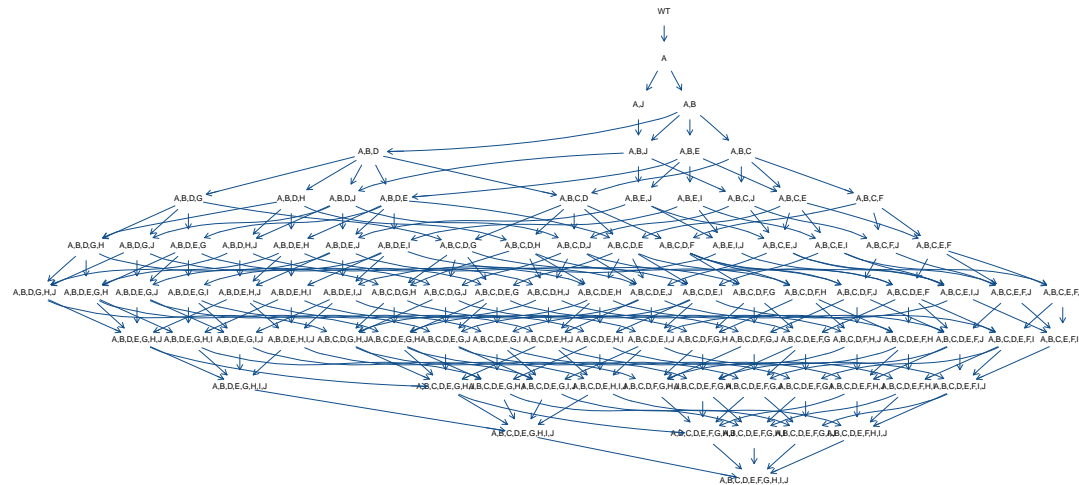 WT
A
A,J A,B
A,B,D A,B,J A,B,E A,B,C
A,B,D,G A,B,D,H A,B,D,J A,B,D,E A,B,C,D A,B,E,J A,B,E,I A,B,C,J A,B,C,E A,B,C,F
A,B,D,G,H A,B,D,G,J A,B,D,E,G A,B,D,H,J A,B,D,E,H A,B,D,E,J A,B,D,E,I A,B,C,D,G A,B,C,D,H A,B,C,D,J A,B,C,D,E A,B,C,D,F A,B,E,I,J A,B,C,E,J A,B,C,E,I A,B,C,F,J A,B,C,E,F
A,B,D,G,H,J A,B,D,E,G,H A,B,D,E,G,J A,B,D,E,G,I A,B,D,E,H,J A,B,D,E,H,I A,B,D,E,I,J A,B,C,D,G,H A,B,C,D,G,J A,B,C,D,E,G A,B,C,D,H,J A,B,C,D,E,H A,B,C,D,E,J A,B,C,D,E,I A,B,C,D,F,G A,B,C,D,F,H A,B,C,D,F,J A,B,C,D,E,F A,B,C,E,I,J A,B,C,E,F,J A,B,C,E,F,
A,B,D,E,G,H,J A,B,D,E,G,H,I A,B,D,E,G,I,J A,B,D,E,H,I,J A,B,C,D,G,H,J A,B,C,D,E,G,H A,B,C,D,E,G,J A,B,C,D,E,G,I A,B,C,D,E,H,J A,B,C,D,E,H,I A,B,C,D,E,I,J A,B,C,D,F,G,H A,B,C,D,F,G,J A,B,C,D,E,F,G A,B,C,D,F,H,J A,B,C,D,E,F,H A,B,C,D,E,F,J A,B,C,D,E,F,I A,B,C,E,F,I
A,B,D,E,G,H,I,J A,B,C,D,E,G,I,J A,B,C,D,E,H,I,J A,B,C,D,F,G,H,J A,B,C,D,E,F,I,J
A,B,C,D,E,G,H,I,J A,B,C,D,E,F,H,I,J
A,B,C,D,E,F,G,H,I,J